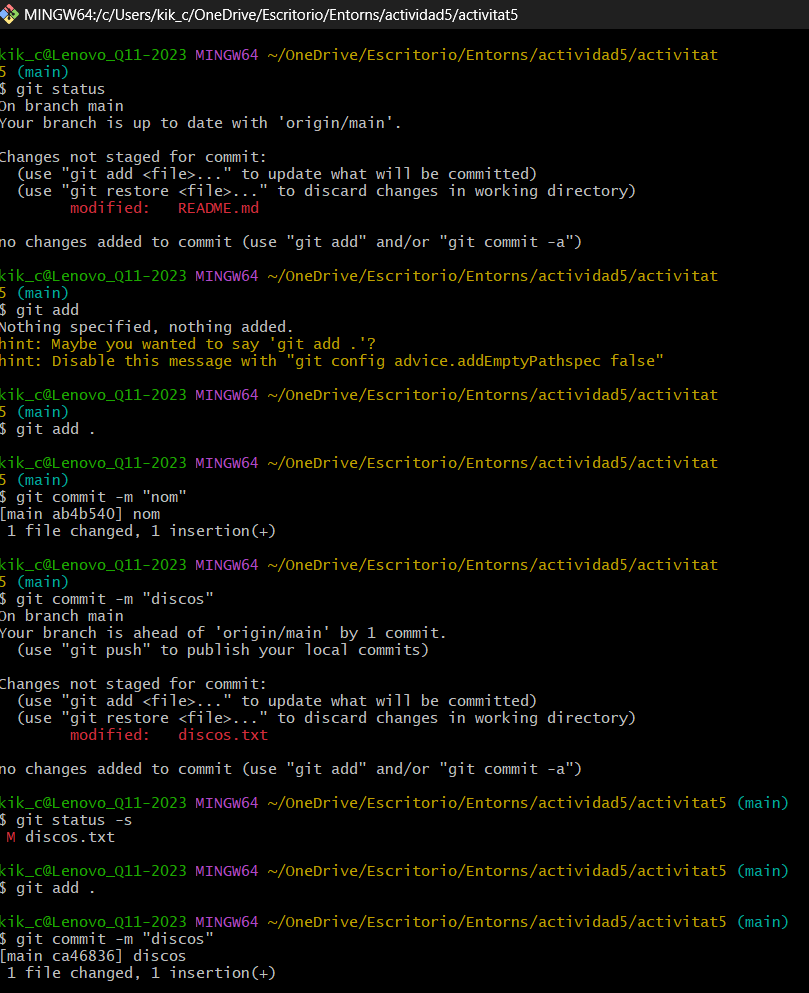 MINGW64:/c/Users/kik_c/OneDrive/Escritorio/Entorns/actividad5/activitat5
kik_c@Lenovo_Q11-2023 MINGW64 ~/OneDrive/Escritorio/Entorns/actividad5/activitat
5 (main)
$ git status
On branch main
Your branch is up to date with 'origin/main'.

Changes not staged for commit:
  (use "git add <file>..." to update what will be committed)
  (use "git restore <file>..." to discard changes in working directory)
        modified:   README.md

no changes added to commit (use "git add" and/or "git commit -a")

kik_c@Lenovo_Q11-2023 MINGW64 ~/OneDrive/Escritorio/Entorns/actividad5/activitat
5 (main)
$ git add
Nothing specified, nothing added.
hint: Maybe you wanted to say 'git add .'?
hint: Disable this message with "git config advice.addEmptyPathspec false"

kik_c@Lenovo_Q11-2023 MINGW64 ~/OneDrive/Escritorio/Entorns/actividad5/activitat
5 (main)
$ git add .

kik_c@Lenovo_Q11-2023 MINGW64 ~/OneDrive/Escritorio/Entorns/actividad5/activitat
5 (main)
$ git commit -m "nom"
[main ab4b540] nom
 1 file changed, 1 insertion(+)

kik_c@Lenovo_Q11-2023 MINGW64 ~/OneDrive/Escritorio/Entorns/actividad5/activitat
5 (main)
$ git commit -m "discos"
On branch main
Your branch is ahead of 'origin/main' by 1 commit.
  (use "git push" to publish your local commits)

Changes not staged for commit:
  (use "git add <file>..." to update what will be committed)
  (use "git restore <file>..." to discard changes in working directory)
        modified:   discos.txt

no changes added to commit (use "git add" and/or "git commit -a")

kik_c@Lenovo_Q11-2023 MINGW64 ~/OneDrive/Escritorio/Entorns/actividad5/activitat5 (main)
$ git status -s
 M discos.txt

kik_c@Lenovo_Q11-2023 MINGW64 ~/OneDrive/Escritorio/Entorns/actividad5/activitat5 (main)
$ git add .

kik_c@Lenovo_Q11-2023 MINGW64 ~/OneDrive/Escritorio/Entorns/actividad5/activitat5 (main)
$ git commit -m "discos"
[main ca46836] discos
 1 file changed, 1 insertion(+)